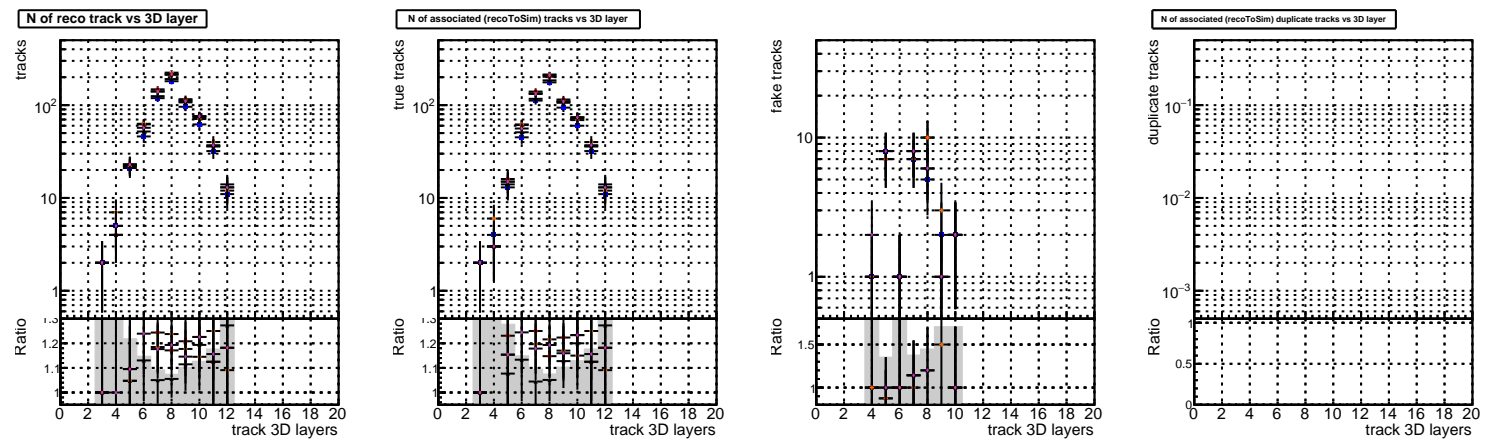 N of reco track vs 3D layer
tracks
10²
10
1
Ratio
1.3
1.2
1.1
1
0 2 4 6 8 10 12 14 16 18 20
track 3D layers
N of associated (recoToSim) tracks vs 3D layer
true tracks
10²
10
1
Ratio
1.3
1.2
1.1
1
0 2 4 6 8 10 12 14 16 18 20
track 3D layers
fake tracks
10
1
Ratio
1.5
1
0 2 4 6 8 10 12 14 16 18 20
track 3D layers
N of associated (recoToSim) duplicate tracks vs 3D layer
duplicate tracks
10⁻¹
10⁻²
10⁻³
Ratio
1
0.5
0
0 2 4 6 8 10 12 14 16 18 20
track 3D layers